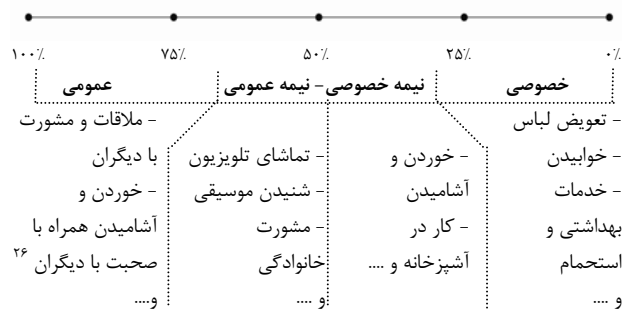 ۰٪ ۲۵٪ ۵۰٪ ۷۵٪ ۱۰۰٪
خصوصی نیمه خصوصی- نیمه عمومی عمومی
- تعویض لباس
- خوابیدن
- خدمات
بهداشتی و
استحمام
و ....
- خوردن و
آشامیدن
- کار در
آشپزخانه و ....
- تماشای تلویزیون
- شنیدن موسیقی
- مشورت
خانوادگی
و ....
- ملاقات و مشورت
با دیگران
- خوردن و
آشامیدن همراه با
صحبت با دیگران ۲۶
و....